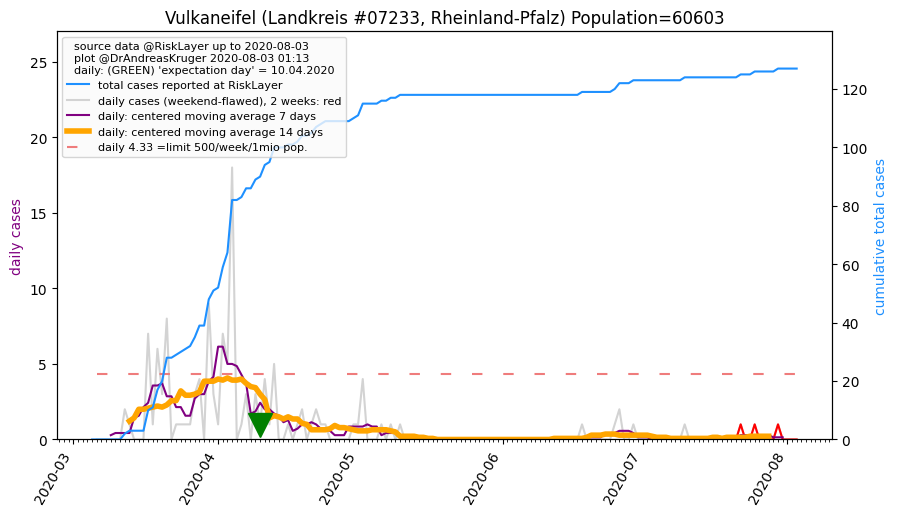 Vulkaneifel (Landkreis #07233, Rheinland-Pfalz) Population=60603
source data @RiskLayer up to 2020-08-03
plot @DrAndreasKruger 2020-08-03 01:13
daily: (GREEN) 'expectation day' = 10.04.2020
total cases reported at RiskLayer
daily cases (weekend-flawed), 2 weeks: red
daily: centered moving average 7 days
daily: centered moving average 14 days
daily 4.33 =limit 500/week/1mio pop.
daily cases
25
20
15
10
5
0
cumulative total cases
120
100
80
60
40
20
0
2020-03
2020-04
2020-05
2020-06
2020-07
2020-08